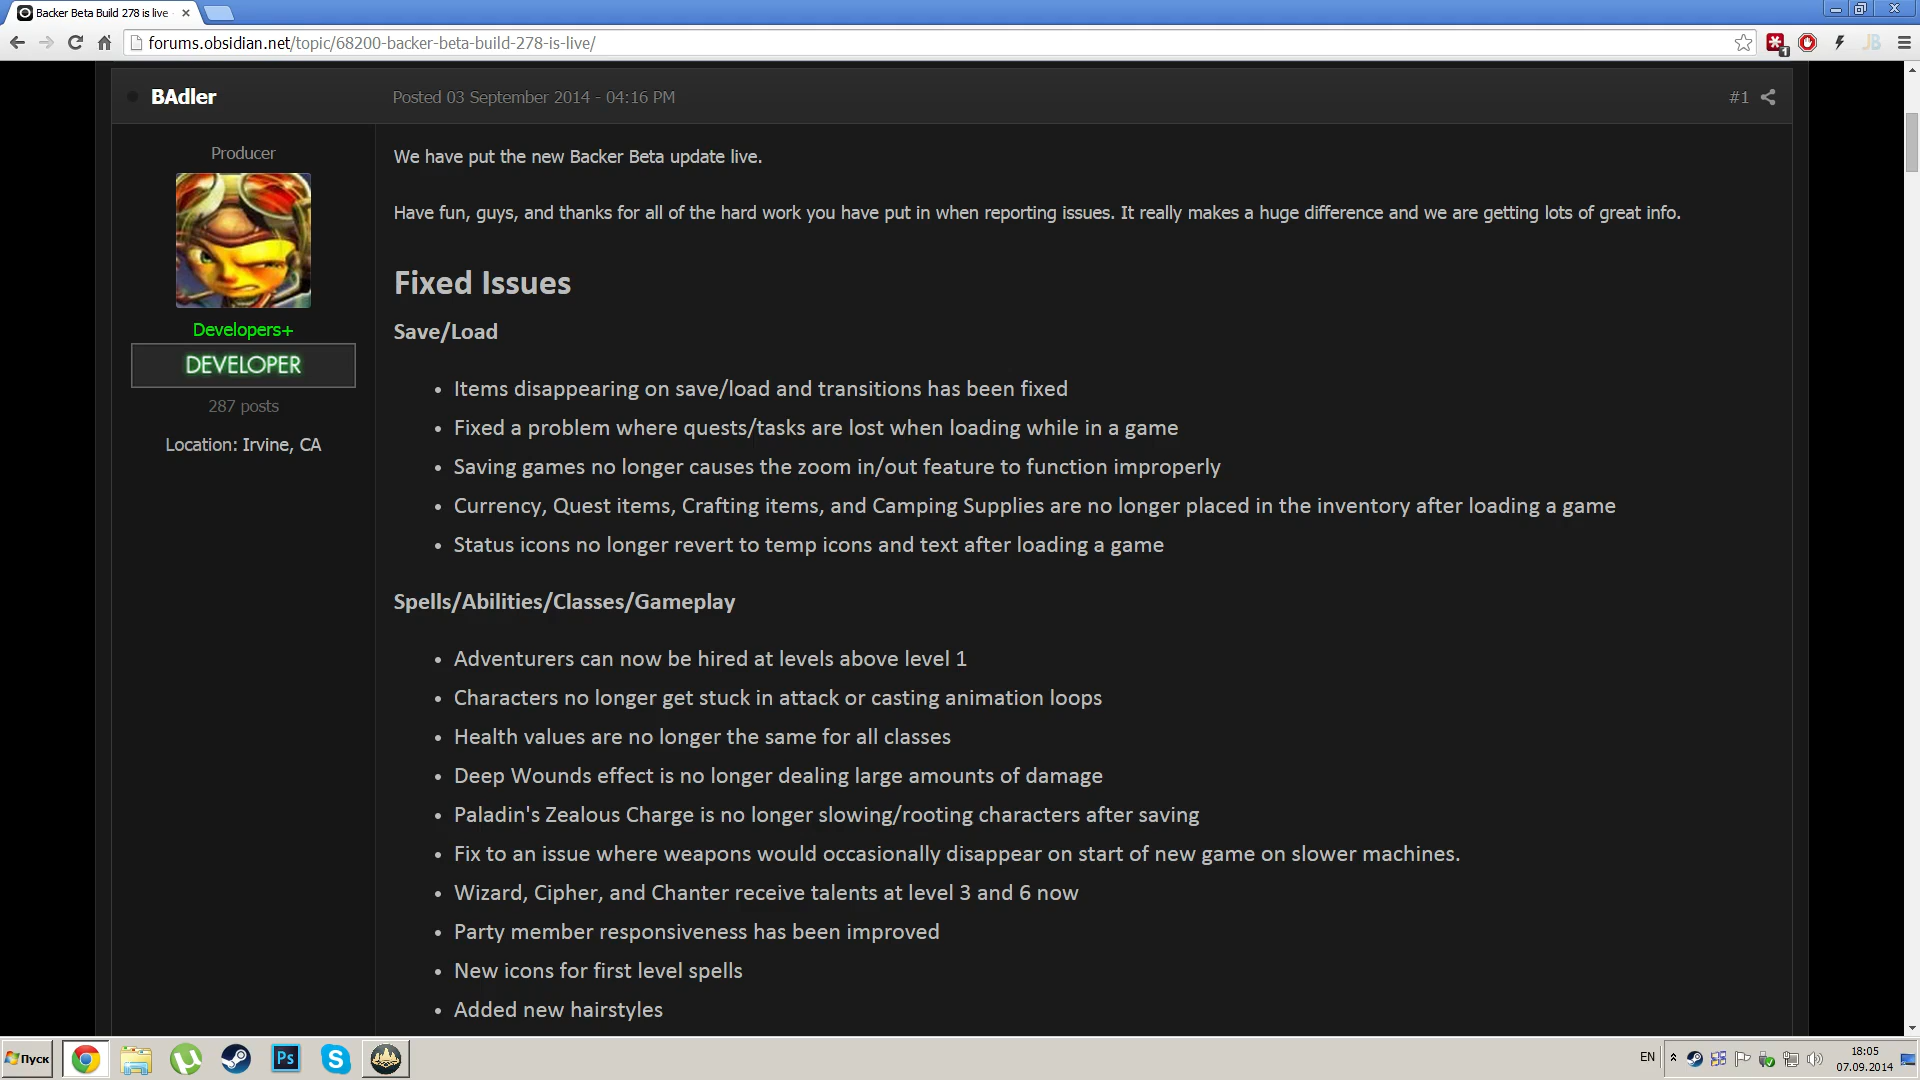 Backer Beta Build 278 is live
forums.obsidian.net/topic/68200-backer-beta-build-278-is-live/
BAdler
Posted 03 September 2014 - 04:16 PM
#1
Producer
Developers+
DEVELOPER
287 posts
Location: Irvine, CA
We have put the new Backer Beta update live.
Have fun, guys, and thanks for all of the hard work you have put in when reporting issues. It really makes a huge difference and we are getting lots of great info.
Fixed Issues
Save/Load
• Items disappearing on save/load and transitions has been fixed
• Fixed a problem where quests/tasks are lost when loading while in a game
• Saving games no longer causes the zoom in/out feature to function improperly
• Currency, Quest items, Crafting items, and Camping Supplies are no longer placed in the inventory after loading a game
• Status icons no longer revert to temp icons and text after loading a game
Spells/Abilities/Classes/Gameplay
• Adventurers can now be hired at levels above level 1
• Characters no longer get stuck in attack or casting animation loops
• Health values are no longer the same for all classes
• Deep Wounds effect is no longer dealing large amounts of damage
• Paladin's Zealous Charge is no longer slowing/rooting characters after saving
• Fix to an issue where weapons would occasionally disappear on start of new game on slower machines.
• Wizard, Cipher, and Chanter receive talents at level 3 and 6 now
• Party member responsiveness has been improved
• New icons for first level spells
• Added new hairstyles
Пуск
Ps
EN
18:05
07.09.2014